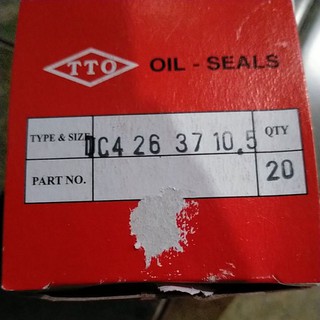 TTO OIL - SEALS
TYPE & SIZE DC4 26 37 10.5 QTY
PART NO. 20